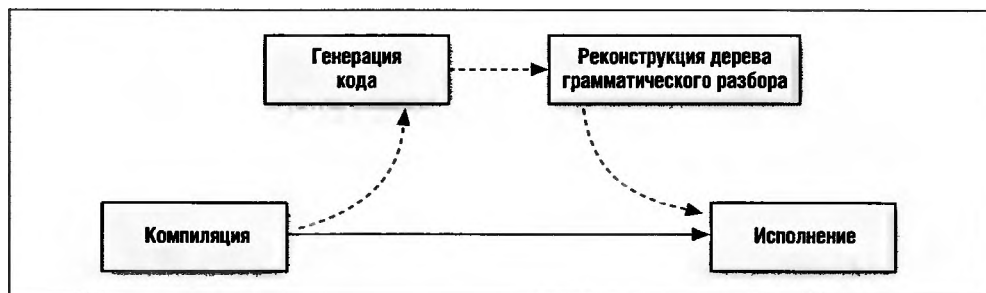 Генерация
кода
Реконструкция дерева
грамматического разбора
Компиляция
Исполнение